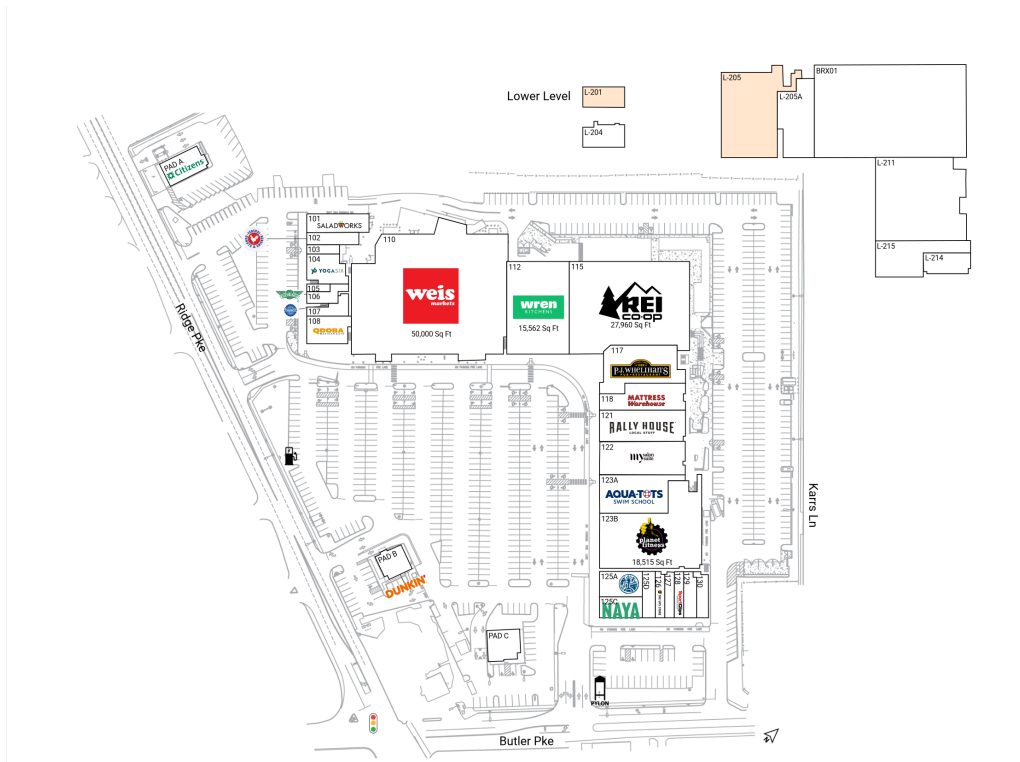 Lower Level
L-201
L-204
L-205
L-205A
BRX01
L-211
L-215
L-214
PAD A
Citizens
101
SALADWORKS
102
103
104
YOGASIX
105
106
107
108
QDOBA
110
weis
markets
50,000 Sq Ft
112
wren
KITCHENS
15,562 Sq Ft
115
REI
co-op
27,960 Sq Ft
117
P.J. WHELIHAN'S
118
MATTRESS
Warehouse
121
RALLY HOUSE
LOCAL STUFF
122
my salon
suite
123A
AQUA-TOTS
SWIM SCHOOL
123B
planet
fitness
18,515 Sq Ft
125A
125C
NAYA
125D
126
127
128
129
130
Ridge Pke
Karrs Ln
PAD B
DUNKIN'
PAD C
PYLON
Butler Pke